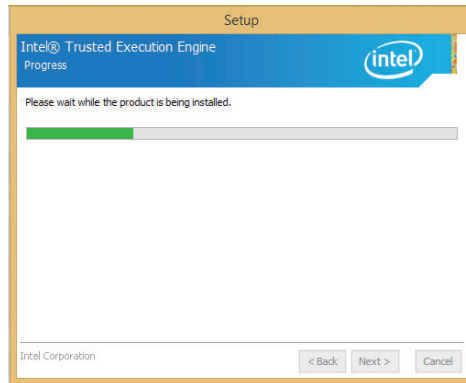 Setup
Intel® Trusted Execution Engine
Progress
intel
Please wait while the product is being installed.
Intel Corporation
< Back Next > Cancel